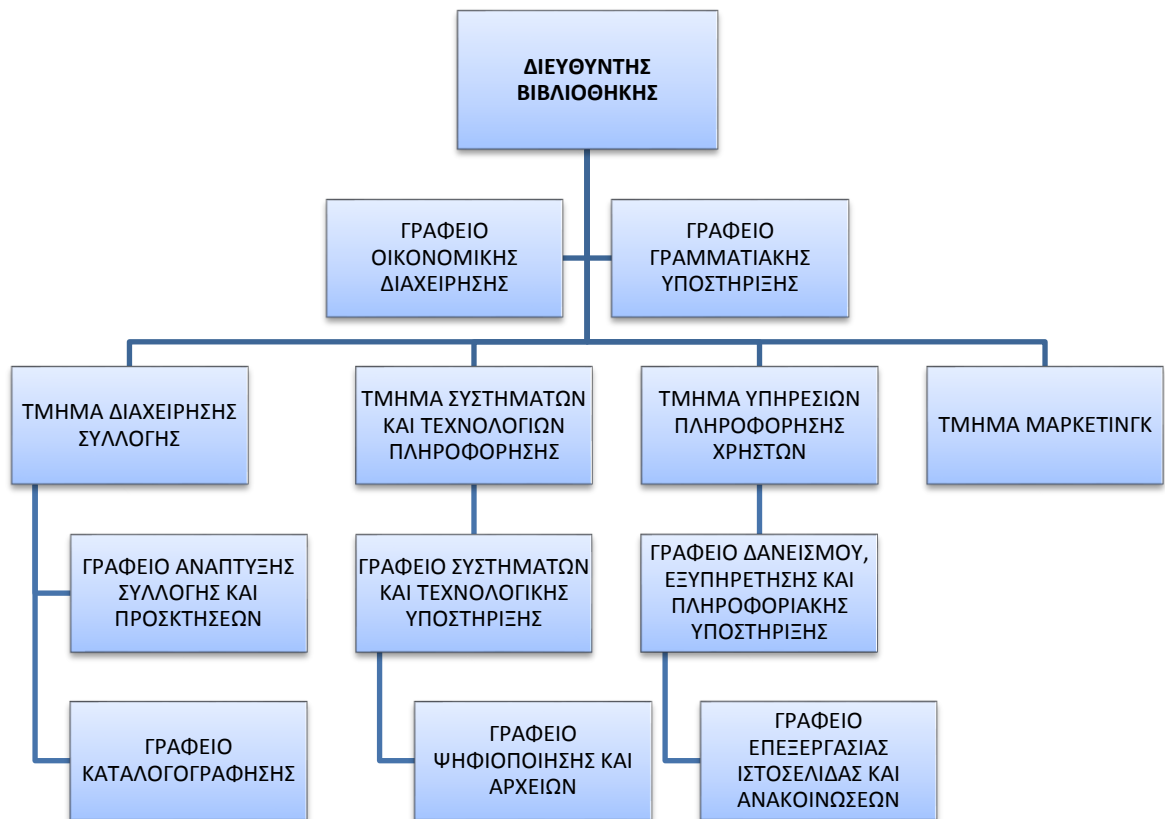 ΔΙΕΥΘΥΝΤΗΣ
ΒΙΒΛΙΟΘΗΚΗΣ
ΓΡΑΦΕΙΟ
ΟΙΚΟΝΟΜΙΚΗΣ
ΔΙΑΧΕΙΡΗΣΗΣ
ΓΡΑΦΕΙΟ
ΓΡΑΜΜΑΤΙΑΚΗΣ
ΥΠΟΣΤΗΡΙΞΗΣ
ΤΜΗΜΑ ΔΙΑΧΕΙΡΗΣΗΣ
ΣΥΛΛΟΓΗΣ
ΤΜΗΜΑ ΣΥΣΤΗΜΑΤΩΝ
ΚΑΙ ΤΕΧΝΟΛΟΓΙΩΝ
ΠΛΗΡΟΦΟΡΗΣΗΣ
ΤΜΗΜΑ ΥΠΗΡΕΣΙΩΝ
ΠΛΗΡΟΦΟΡΗΣΗΣ
ΧΡΗΣΤΩΝ
ΤΜΗΜΑ ΜΑΡΚΕΤΙΝΓΚ
ΓΡΑΦΕΙΟ ΑΝΑΠΤΥΞΗΣ
ΣΥΛΛΟΓΗΣ ΚΑΙ
ΠΡΟΣΚΤΗΣΕΩΝ
ΓΡΑΦΕΙΟ ΣΥΣΤΗΜΑΤΩΝ
ΚΑΙ ΤΕΧΝΟΛΟΓΙΚΗΣ
ΥΠΟΣΤΗΡΙΞΗΣ
ΓΡΑΦΕΙΟ ΔΑΝΕΙΣΜΟΥ,
ΕΞΥΠΗΡΕΤΗΣΗΣ ΚΑΙ
ΠΛΗΡΟΦΟΡΙΑΚΗΣ
ΥΠΟΣΤΗΡΙΞΗΣ
ΓΡΑΦΕΙΟ
ΚΑΤΑΛΟΓΟΓΡΑΦΗΣΗΣ
ΓΡΑΦΕΙΟ
ΨΗΦΙΟΠΟΙΗΣΗΣ ΚΑΙ
ΑΡΧΕΙΩΝ
ΓΡΑΦΕΙΟ
ΕΠΕΞΕΡΓΑΣΙΑΣ
ΙΣΤΟΣΕΛΙΔΑΣ ΚΑΙ
ΑΝΑΚΟΙΝΩΣΕΩΝ